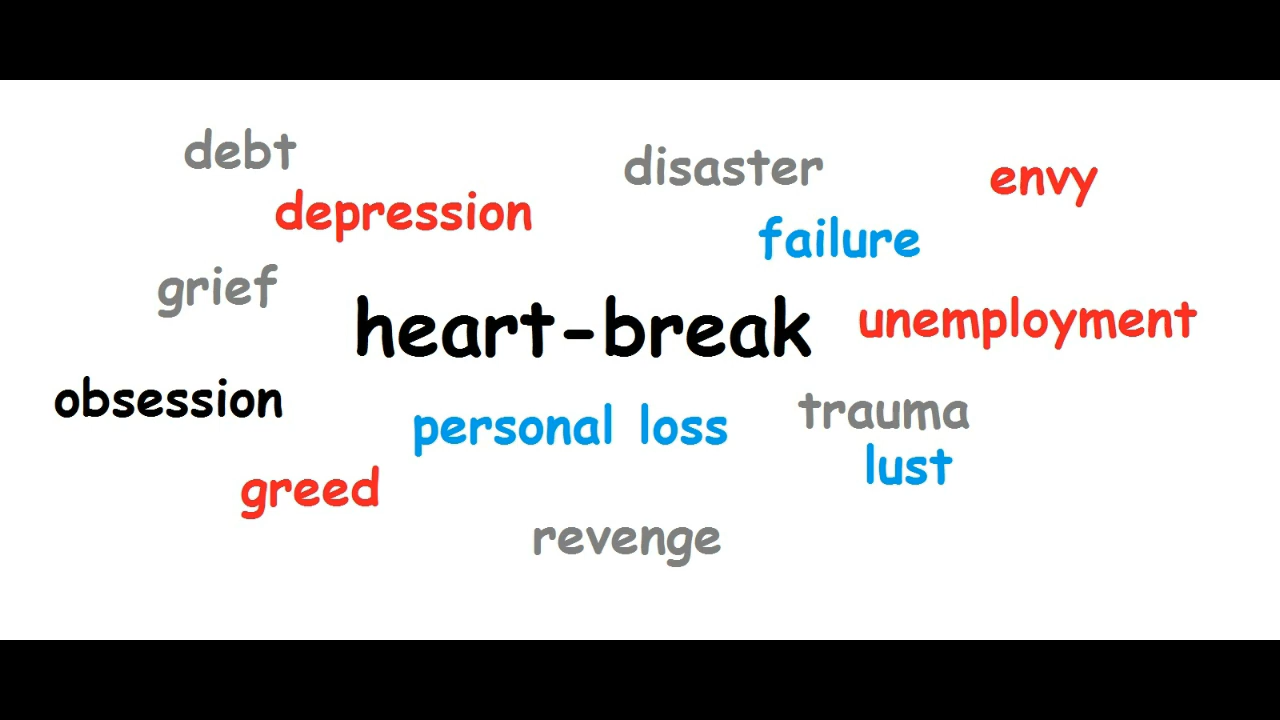 debt
disaster
envy
depression
failure
grief
heart-break
unemployment
obsession
personal loss
trauma
lust
greed
revenge